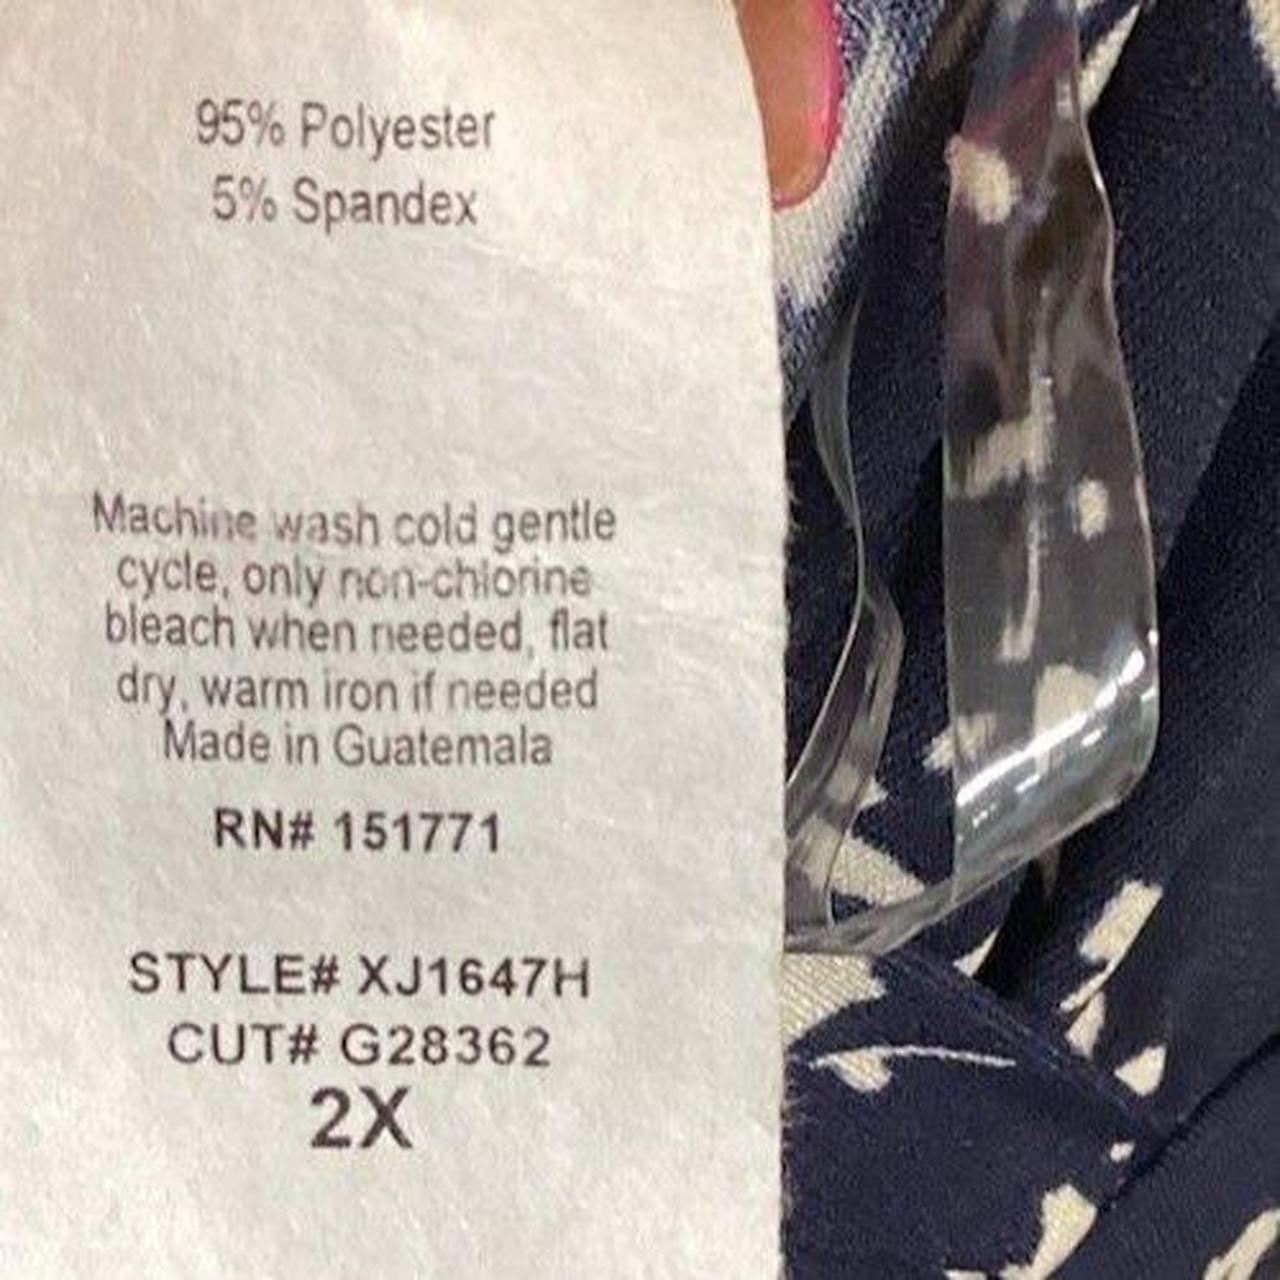 95% Polyester
5% Spandex
Machine wash cold gentle
cycle, only non-chlorine
bleach when needed, flat
dry, warm iron if needed
Made in Guatemala
RN# 151771
STYLE# XJ1647H
CUT# G28362
2X